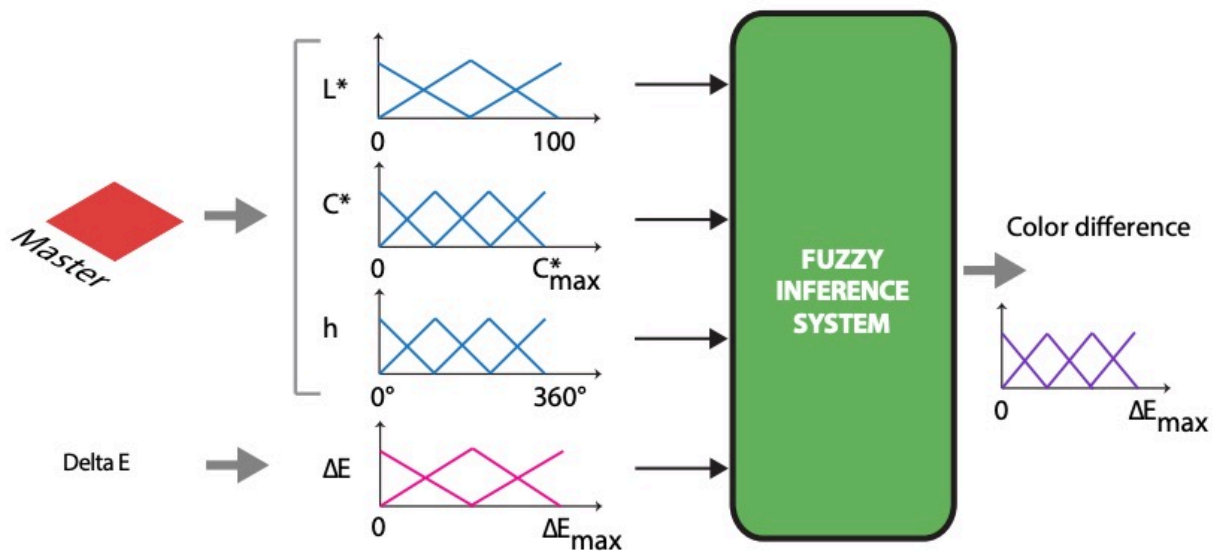 L*
0 100
C*
0 C*max
Master
h
0° 360°
Delta E
ΔE
0 ΔEmax
FUZZY
INFERENCE
SYSTEM
Color difference
0 ΔEmax